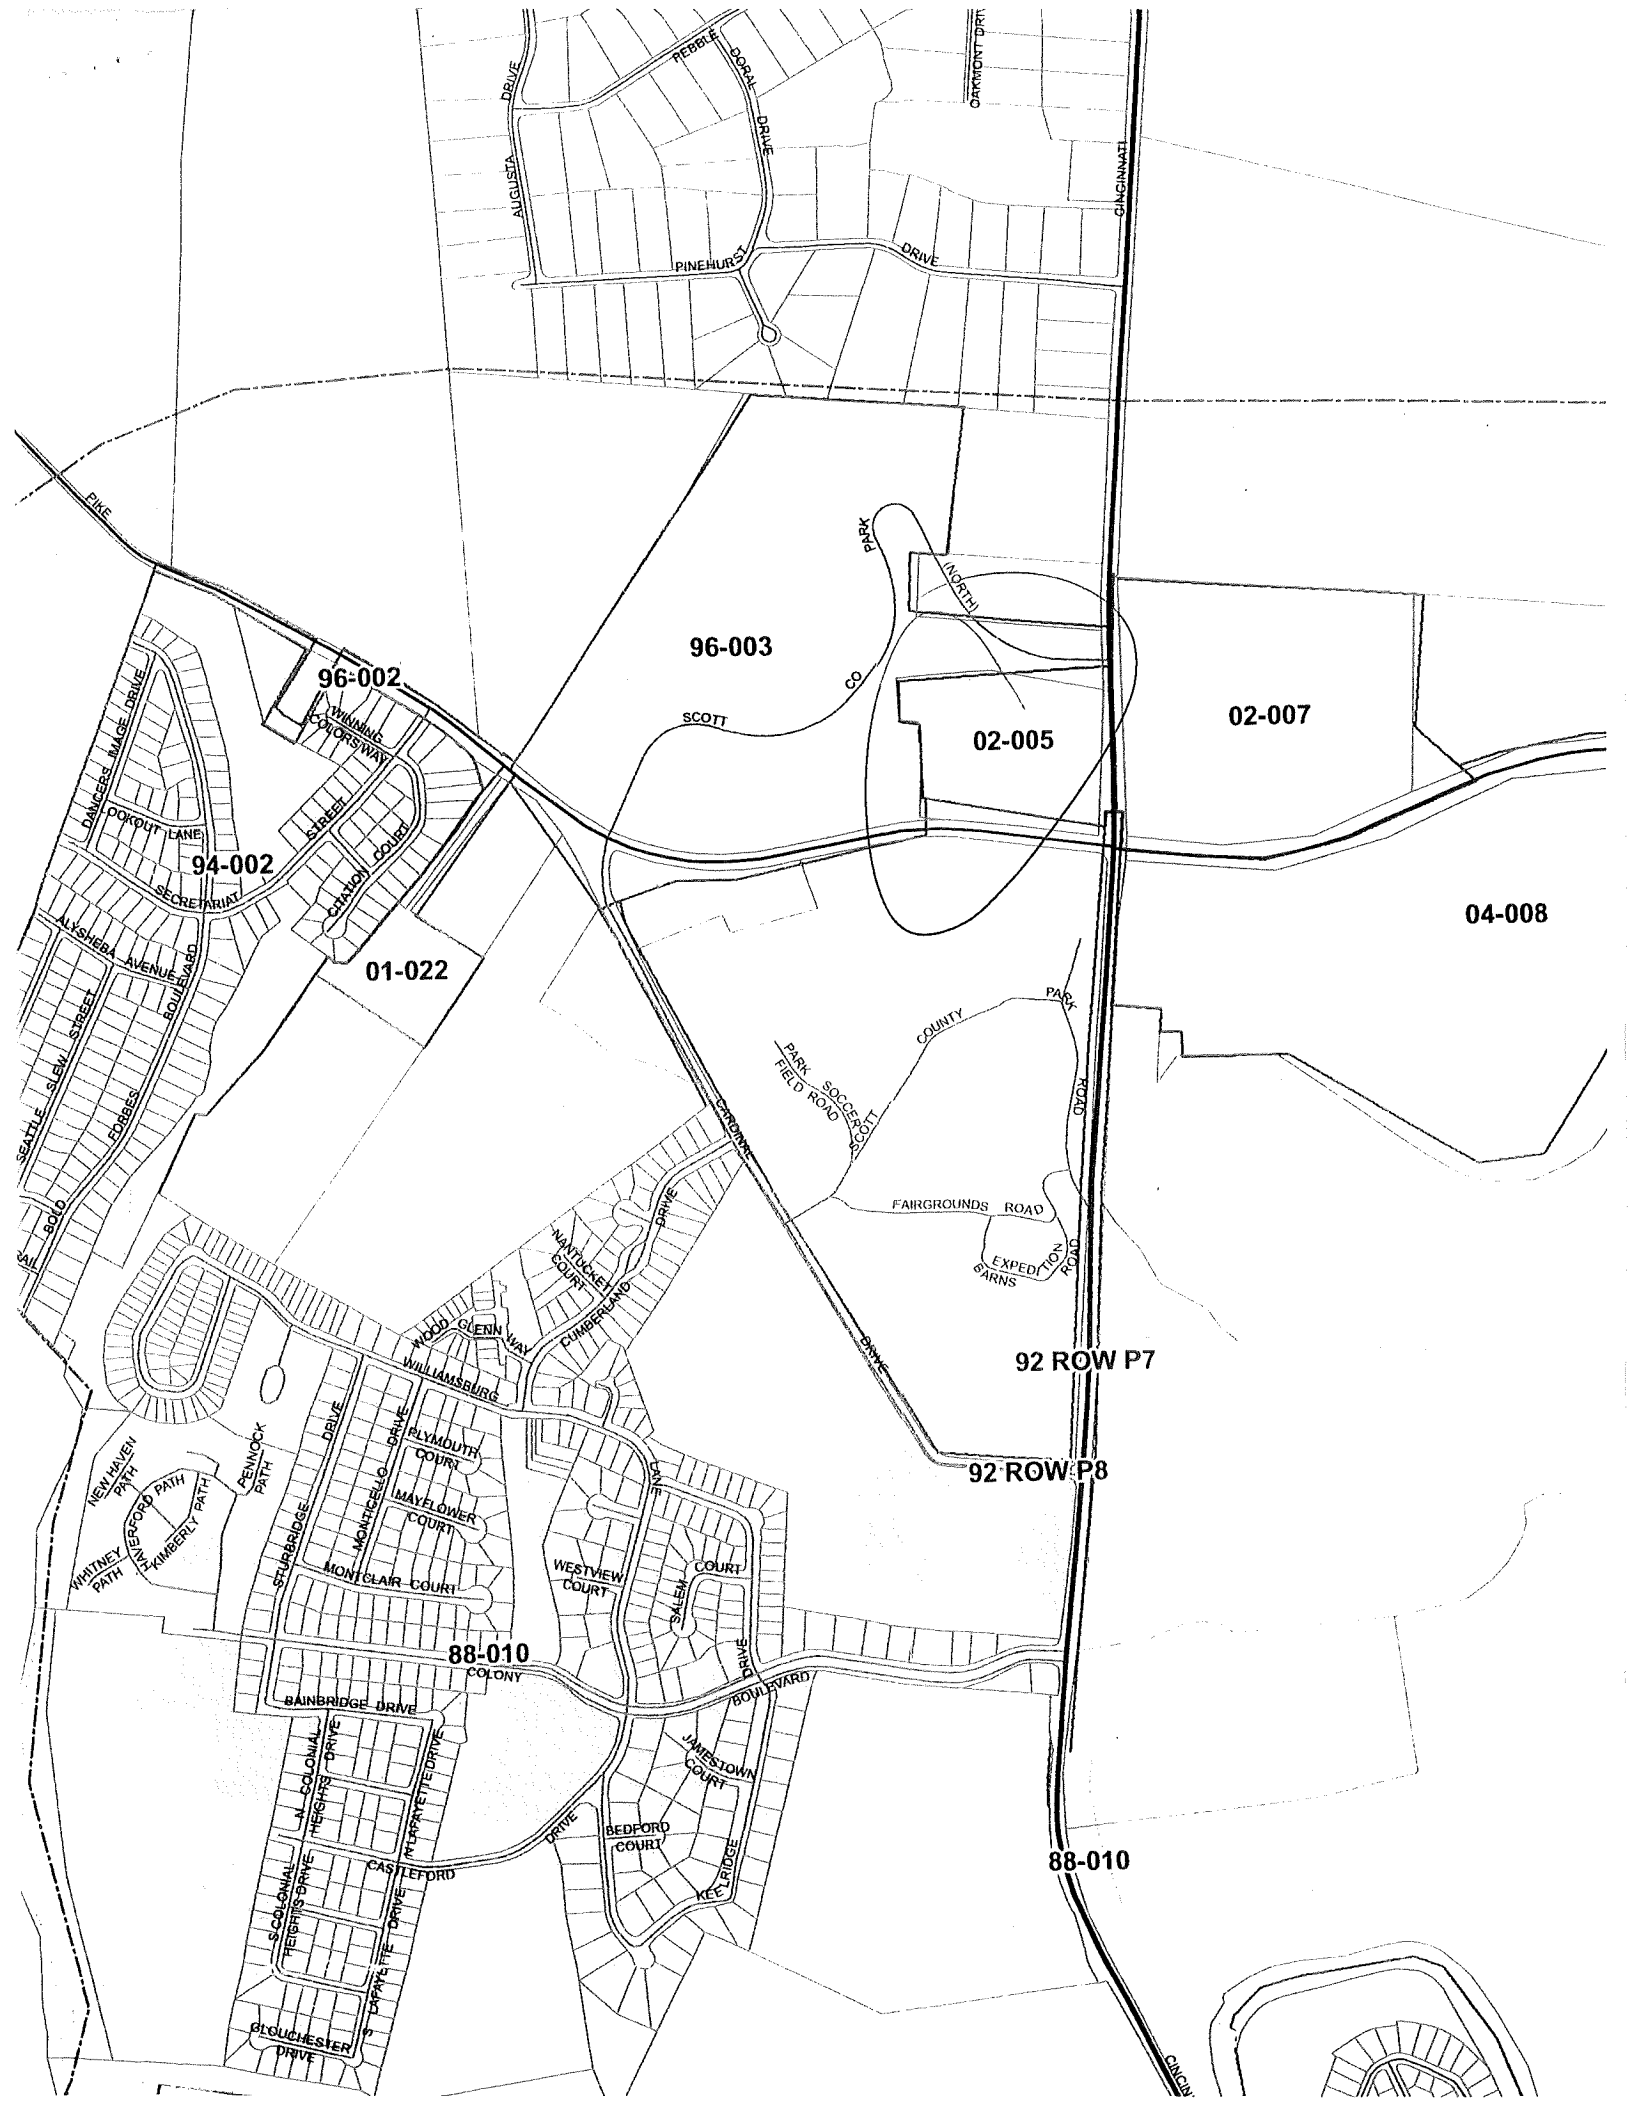 PEBBLE
DORAL
DRIVE
DRIVE
AUGUSTA
OAKMONT DRI
CINCINNATI
PINEHURST
DRIVE
PIKE
PARK
(NORTH)
96-003
CO
SCOTT
96-002
WINNING
COLORS WAY
02-005
02-007
DANCERS IMAGE DRIVE
OOKOUT LANE
STREET
COURT
CITATION
94-002
SECRETARIAT
04-008
ALYSHEBA
AVENUE
BOULEVARD
01-022
FORBES
BOLD
SEATTLE SLEW STREET
RAIL
PARK
COUNTY
PARK SOCCER
FIELD ROAD
SCOTT
ROAD
CARDINAL
DRIVE
FAIRGROUNDS ROAD
EXPEDITION
BARNS
ROAD
DRIVE
NANTUCKET
COURT
CUMBERLAND
WOOD GLENN WAY
WILLIAMSBURG
LANE
92 ROW P7
92 ROW P8
PLYMOUTH
COURT
MAYFLOWER
COURT
DRIVE
MONTICELLO
DRIVE
STURBRIDGE
MONTCLAIR COURT
PENNOCK
PATH
NEW HAVEN
PATH
HAVERFORD PATH
KIMBERLY PATH
WHITNEY
PATH
WESTVIEW
COURT
SALEM
COURT
88-010
COLONY
BOULEVARD
DRIVE
BAINBRIDGE DRIVE
N COLONIAL
HEIGHTS DRIVE
N LAFAYETTE DRIVE
JAMESTOWN
COURT
BEDFORD
COURT
DRIVE
CASTLEFORD
KEELRIDGE
88-010
S COLONIAL
HEIGHTS DRIVE
S LAFAYETTE DRIVE
GLOUCHESTER
DRIVE
CINCIN